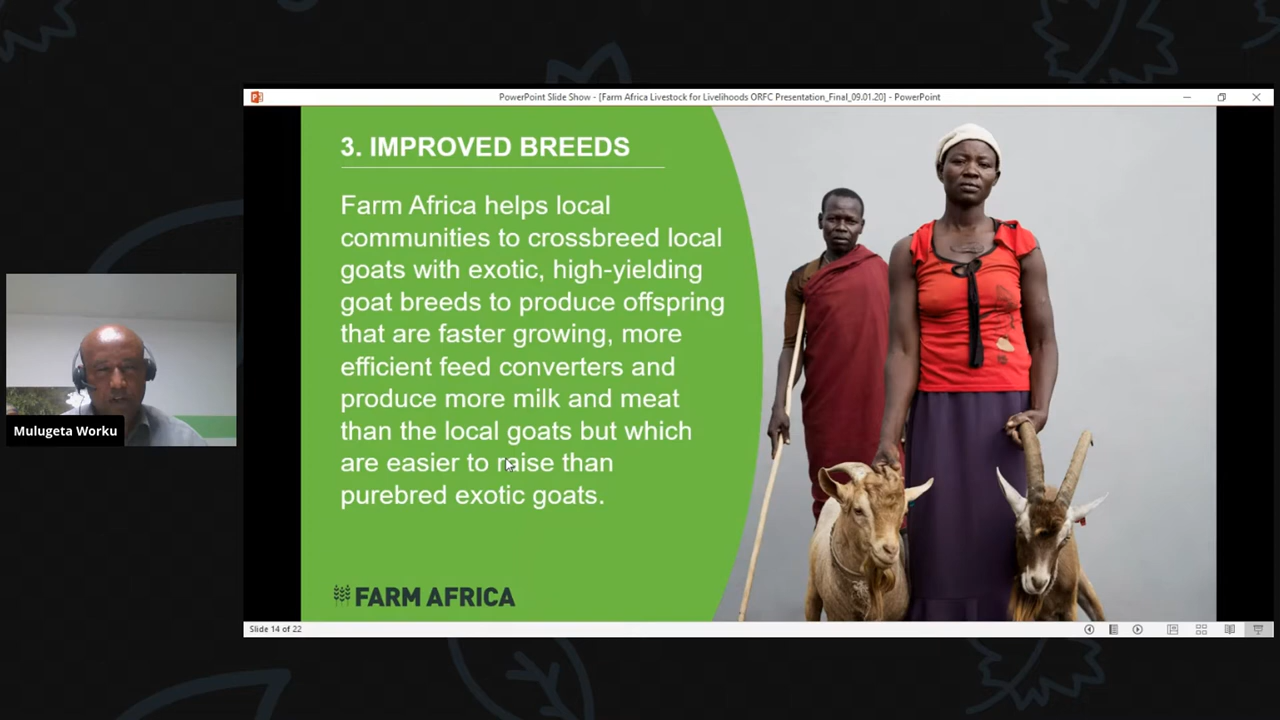 PowerPoint Slide Show - [Farm Africa Livestock for Livelihoods ORFC Presentation_Final_09.01.20] - PowerPoint
3. IMPROVED BREEDS
Farm Africa helps local
communities to crossbreed local
goats with exotic, high-yielding
goat breeds to produce offspring
that are faster growing, more
efficient feed converters and
produce more milk and meat
than the local goats but which
are easier to raise than
purebred exotic goats.
FARM AFRICA
Slide 14 of 22
Mulugeta Worku